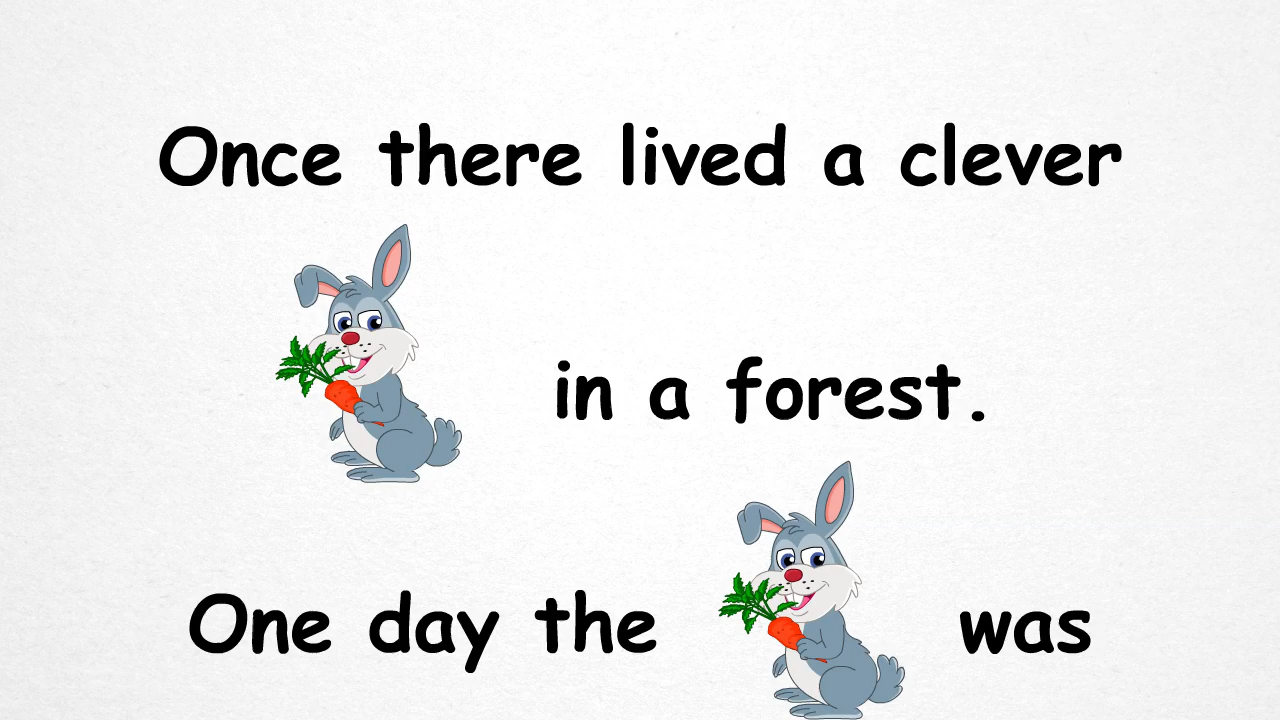 Once there lived a clever
in a forest.
One day the was